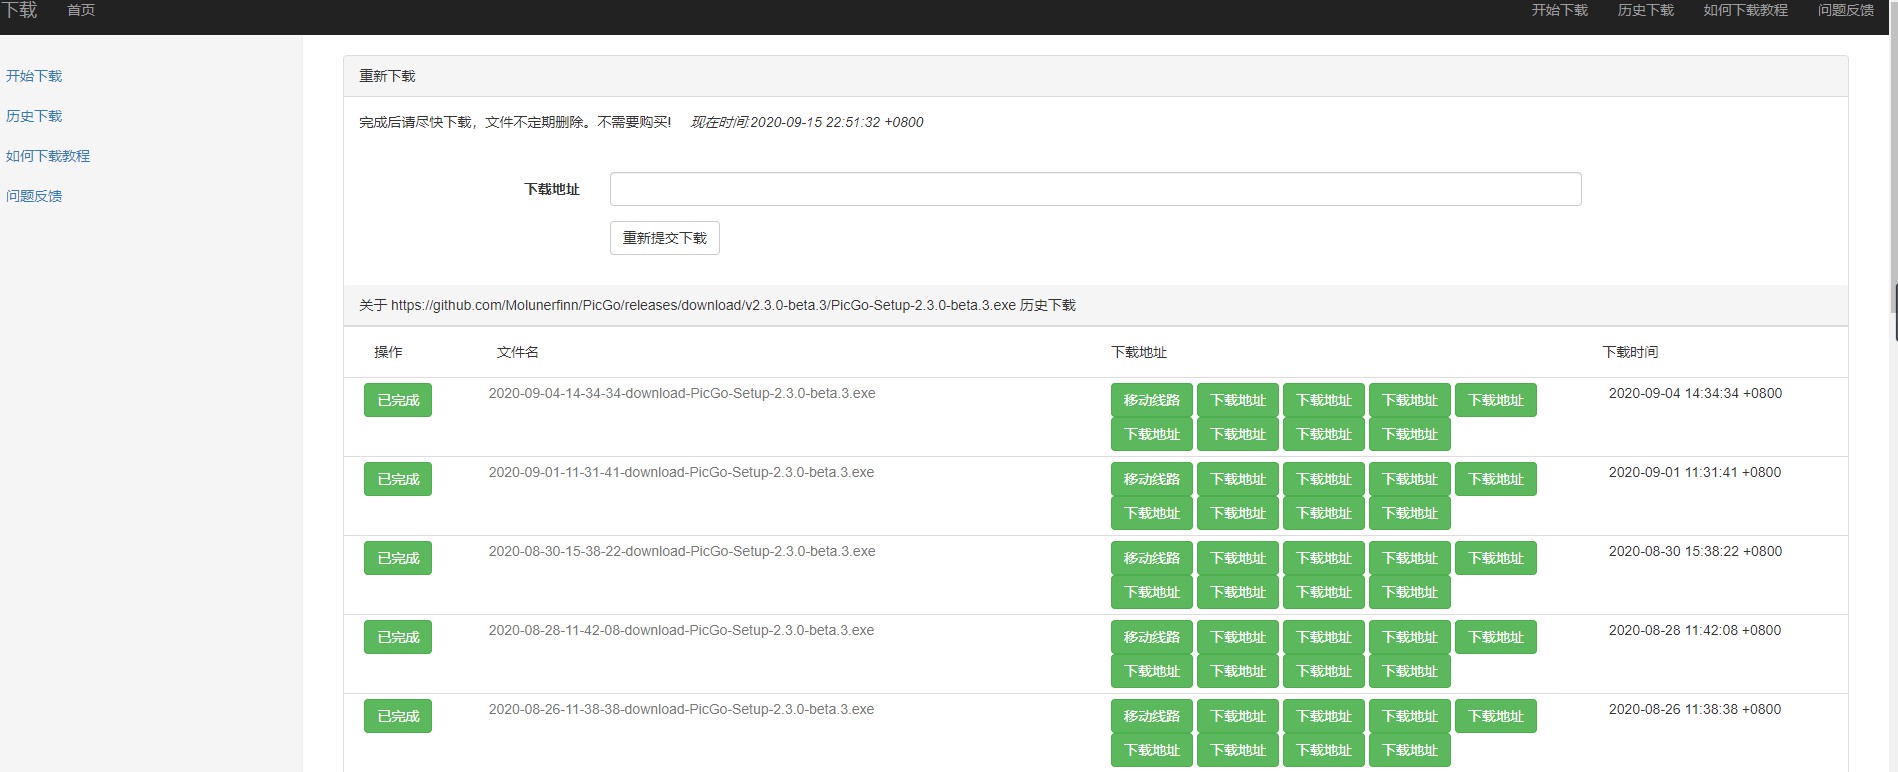 下载 首页 开始下载 历史下载 如何下载教程 问题反馈
开始下载
历史下载
如何下载教程
问题反馈
重新下载
完成后请尽快下载，文件不定期删除。不需要购买! 现在时间:2020-09-15 22:51:32 +0800
下载地址
重新提交下载
关于 https://github.com/Molunerfinn/PicGo/releases/download/v2.3.0-beta.3/PicGo-Setup-2.3.0-beta.3.exe 历史下载
操作 文件名 下载地址 下载时间
已完成 2020-09-04-14-34-34-download-PicGo-Setup-2.3.0-beta.3.exe 移动线路 下载地址 下载地址 下载地址 下载地址 2020-09-04 14:34:34 +0800
下载地址 下载地址 下载地址 下载地址
已完成 2020-09-01-11-31-41-download-PicGo-Setup-2.3.0-beta.3.exe 移动线路 下载地址 下载地址 下载地址 下载地址 2020-09-01 11:31:41 +0800
下载地址 下载地址 下载地址 下载地址
已完成 2020-08-30-15-38-22-download-PicGo-Setup-2.3.0-beta.3.exe 移动线路 下载地址 下载地址 下载地址 下载地址 2020-08-30 15:38:22 +0800
下载地址 下载地址 下载地址 下载地址
已完成 2020-08-28-11-42-08-download-PicGo-Setup-2.3.0-beta.3.exe 移动线路 下载地址 下载地址 下载地址 下载地址 2020-08-28 11:42:08 +0800
下载地址 下载地址 下载地址 下载地址
已完成 2020-08-26-11-38-38-download-PicGo-Setup-2.3.0-beta.3.exe 移动线路 下载地址 下载地址 下载地址 下载地址 2020-08-26 11:38:38 +0800
下载地址 下载地址 下载地址 下载地址